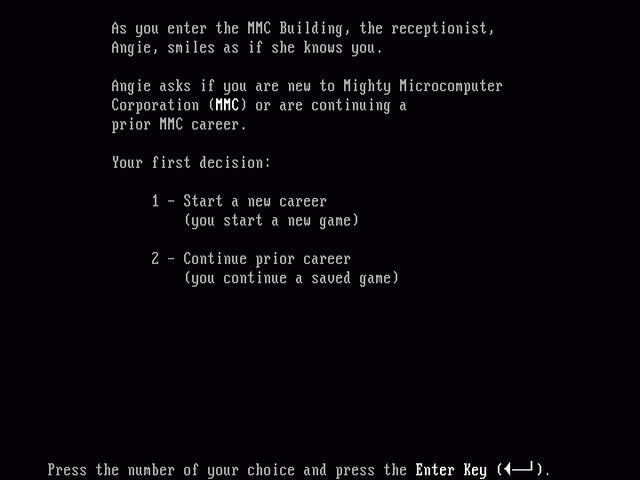 As you enter the MMC Building, the receptionist,
Angie, smiles as if she knows you.
Angie asks if you are new to Mighty Microcomputer
Corporation (MMC) or are continuing a
prior MMC career.
Your first decision:
1 - Start a new career
(you start a new game)
2 - Continue prior career
(you continue a saved game)
Press the number of your choice and press the Enter Key (◄─┘).